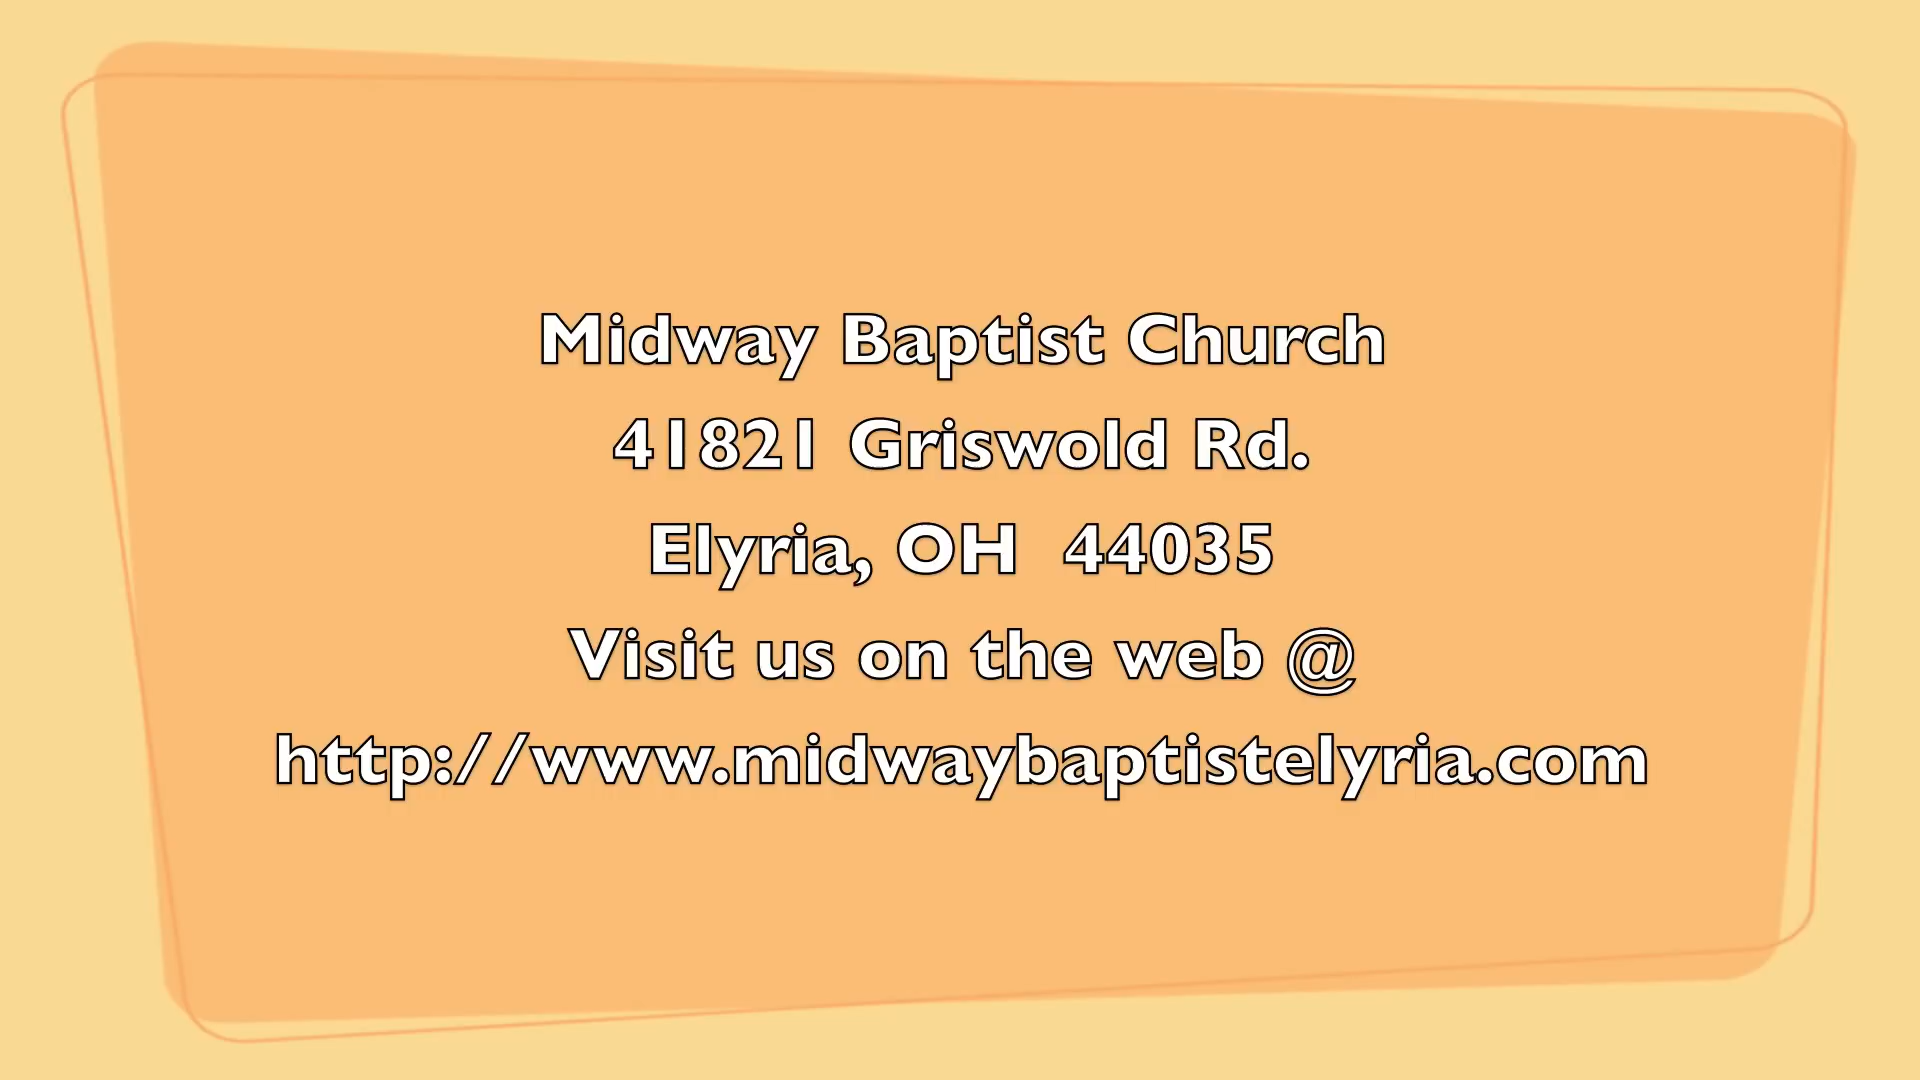 Midway Baptist Church
41821 Griswold Rd.
Elyria, OH  44035
Visit us on the web @
http://www.midwaybaptistelyria.com